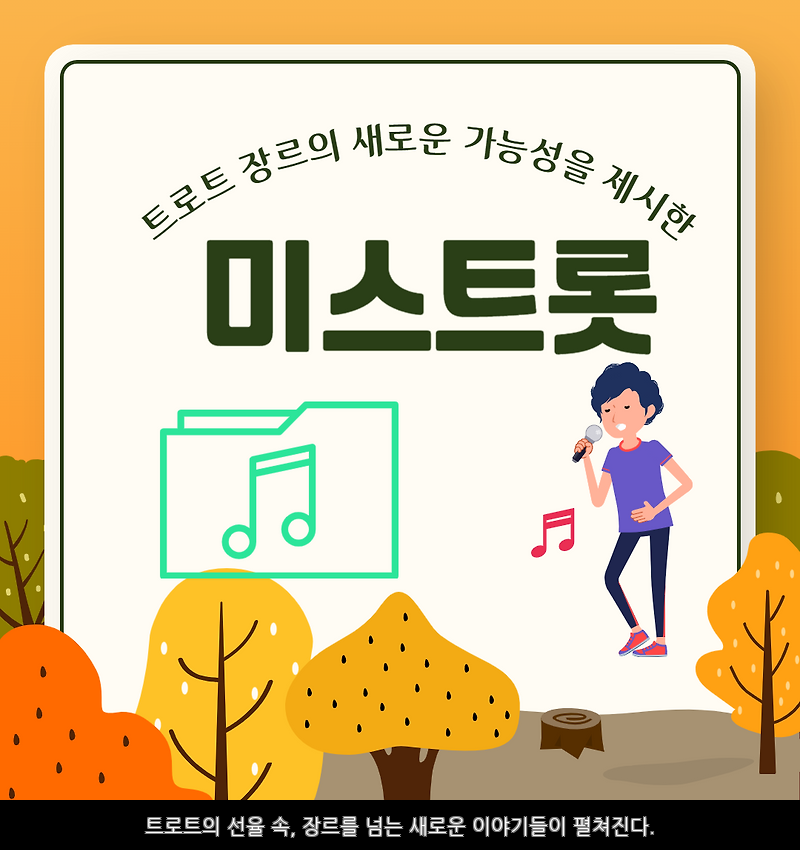 트로트 장르의 새로운 가능성을 제시한
미스트롯
트로트의 선율 속, 장르를 넘는 새로운 이야기들이 펼쳐진다.